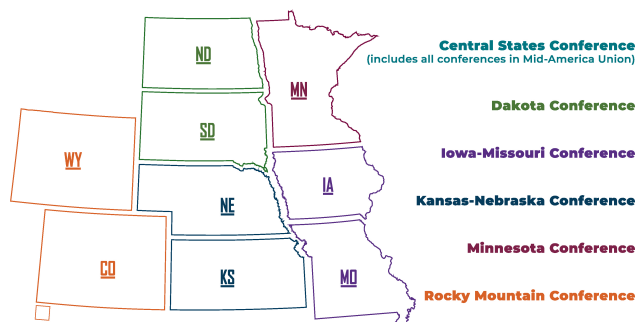 ND
MN
SD
WY
IA
NE
CO
KS
MO
Central States Conference
(includes all conferences in Mid-America Union)
Dakota Conference
Iowa-Missouri Conference
Kansas-Nebraska Conference
Minnesota Conference
Rocky Mountain Conference